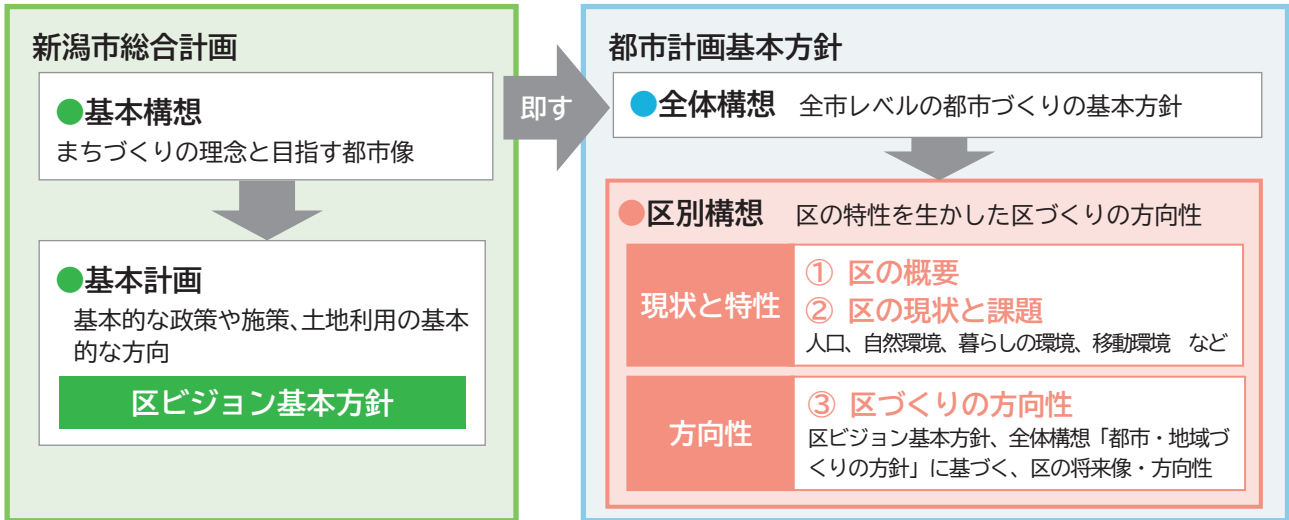 新潟市総合計画
●基本構想
まちづくりの理念と目指す都市像
●基本計画
基本的な政策や施策、土地利用の基本
的な方向
区ビジョン基本方針
即す
都市計画基本方針
●全体構想 全市レベルの都市づくりの基本方針
●区別構想 区の特性を生かした区づくりの方向性
現状と特性
① 区の概要
② 区の現状と課題
人口、自然環境、暮らしの環境、移動環境 など
方向性
③ 区づくりの方向性
区ビジョン基本方針、全体構想「都市・地域づ
くりの方針」に基づく、区の将来像・方向性